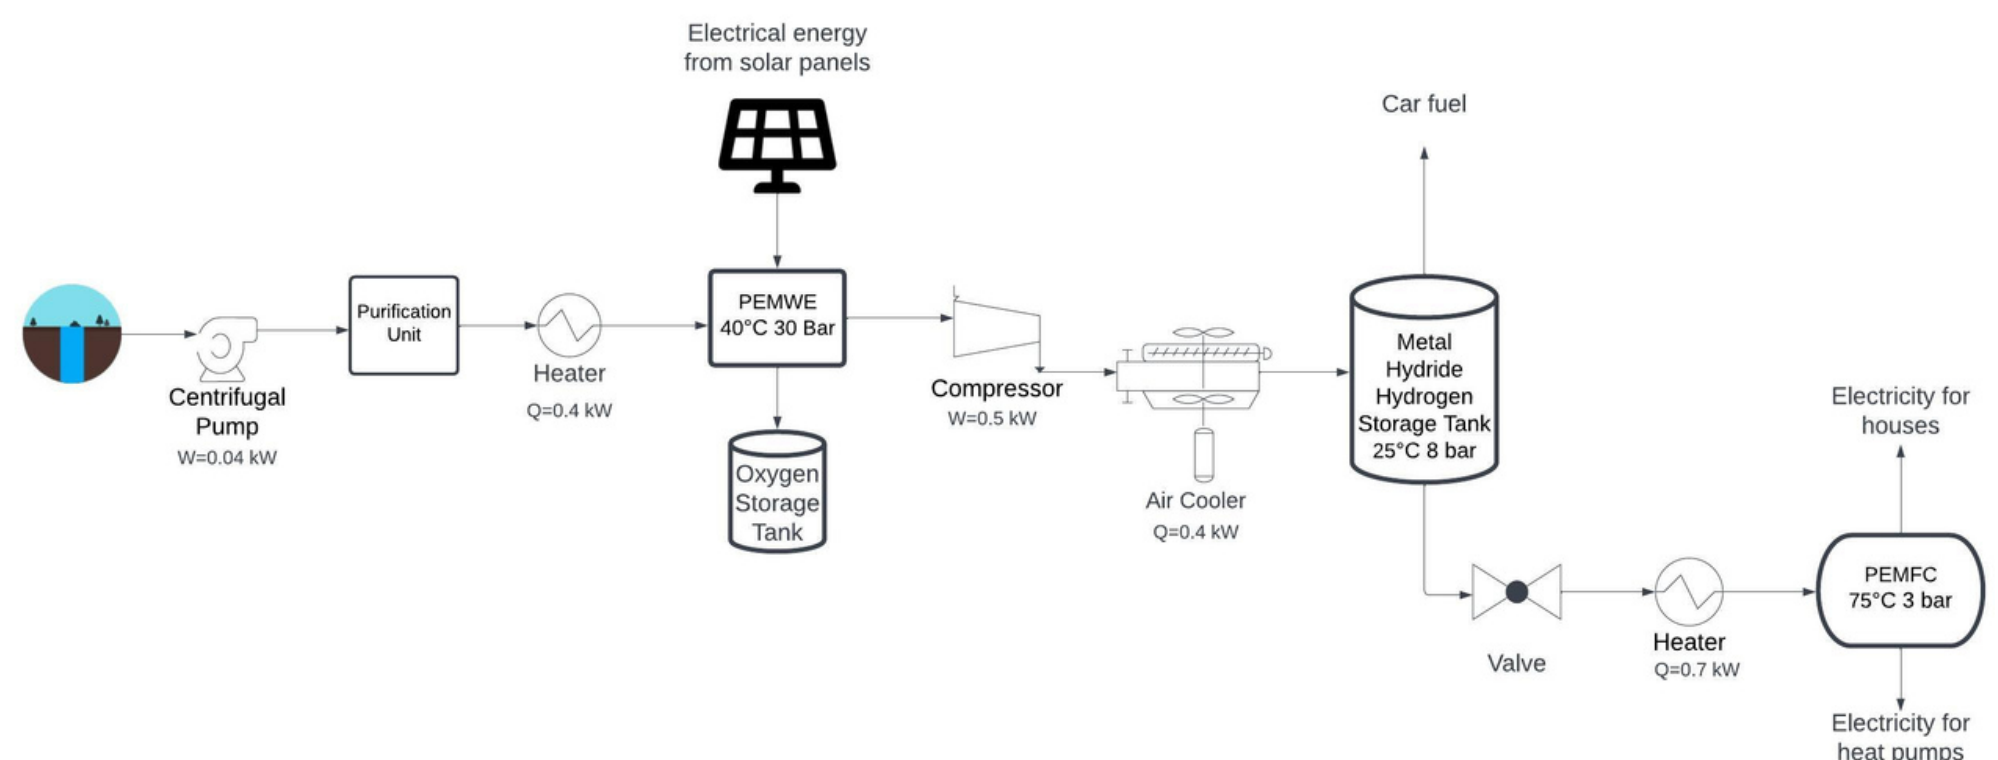 Electrical energy
from solar panels
Car fuel
Centrifugal
Pump
W=0.04 kW
Purification
Unit
Heater
Q=0.4 kW
PEMWE
40°C 30 Bar
Oxygen
Storage
Tank
Compressor
W=0.5 kW
Air Cooler
Q=0.4 kW
Metal
Hydride
Hydrogen
Storage Tank
25°C 8 bar
Valve
Heater
Q=0.7 kW
Electricity for
houses
PEMFC
75°C 3 bar
Electricity for
heat pumps